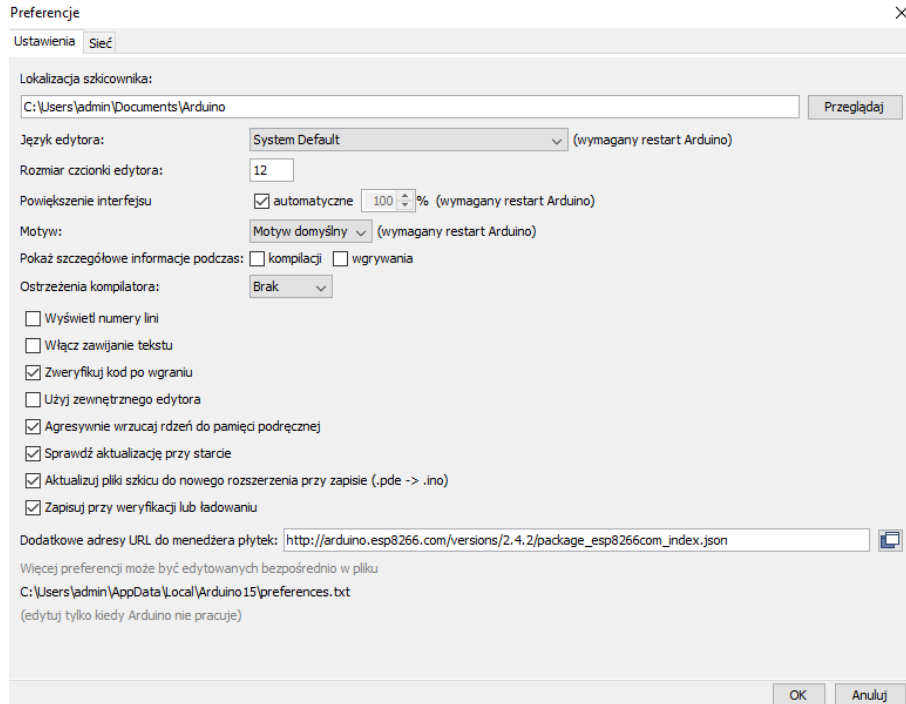 Preferencje
Ustawienia Sieć
Lokalizacja szkicownika:
C:\Users\admin\Documents\Arduino Przeglądaj
Język edytora: System Default (wymagany restart Arduino)
Rozmiar czcionki edytora: 12
Powiększenie interfejsu automatyczne 100 % (wymagany restart Arduino)
Motyw: Motyw domyślny (wymagany restart Arduino)
Pokaż szczegółowe informacje podczas: kompilacji wgrywania
Ostrzeżenia kompilatora: Brak
Wyświetl numery lini
Włącz zawijanie tekstu
Zweryfikuj kod po wgraniu
Użyj zewnętrznego edytora
Agresywnie wrzucaj rdzeń do pamięci podręcznej
Sprawdź aktualizację przy starcie
Aktualizuj pliki szkicu do nowego rozszerzenia przy zapisie (.pde -> .ino)
Zapisuj przy weryfikacji lub ładowaniu
Dodatkowe adresy URL do menedżera płytek: http://arduino.esp8266.com/versions/2.4.2/package_esp8266com_index.json
Więcej preferencji może być edytowanych bezpośrednio w pliku
C:\Users\admin\AppData\Local\Arduino15\preferences.txt
(edytuj tylko kiedy Arduino nie pracuje)
OK Anuluj